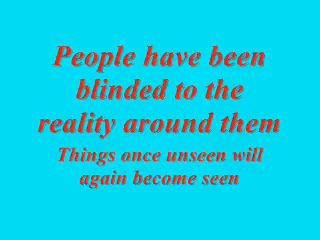 People have been
blinded to the
reality around them
Things once unseen will
again become seen